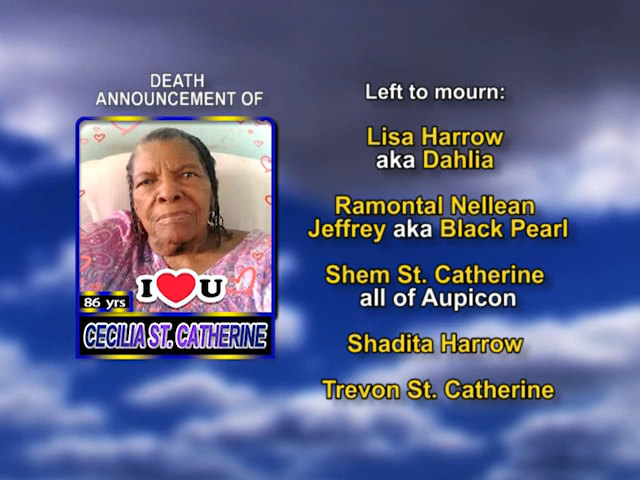 DEATH
ANNOUNCEMENT OF
I ❤ U
86 yrs
CECILIA ST. CATHERINE
Left to mourn:
Lisa Harrow
aka Dahlia
Ramontal Nellean
Jeffrey aka Black Pearl
Shem St. Catherine
all of Aupicon
Shadita Harrow
Trevon St. Catherine